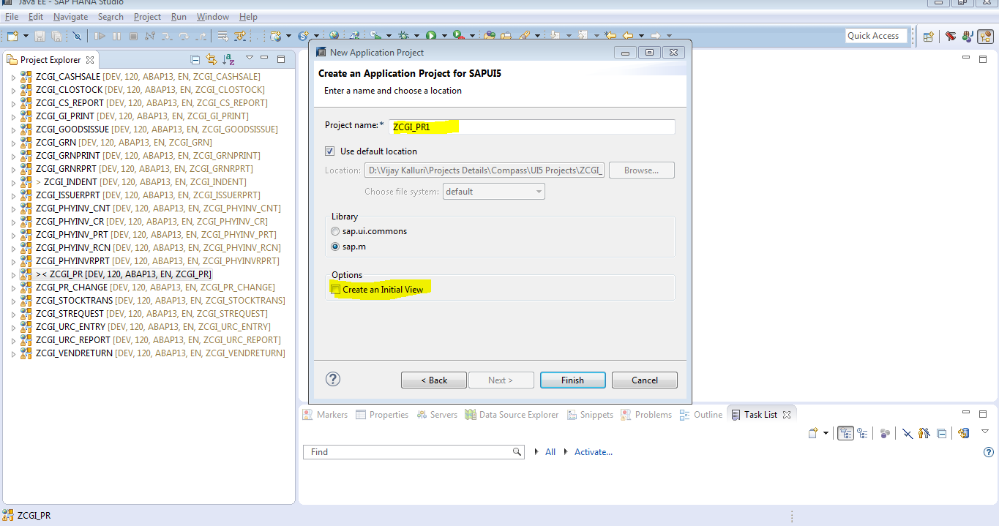 Java EE - SAP HANA Studio
File Edit Navigate Search Project Run Window Help
Quick Access
Project Explorer
ZCGI_CASHSALE [DEV, 120, ABAP13, EN, ZCGI_CASHSALE]
ZCGI_CLOSTOCK [DEV, 120, ABAP13, EN, ZCGI_CLOSTOCK]
ZCGI_CS_REPORT [DEV, 120, ABAP13, EN, ZCGI_CS_REPORT]
ZCGI_GI_PRINT [DEV, 120, ABAP13, EN, ZCGI_GI_PRINT]
ZCGI_GOODSISSUE [DEV, 120, ABAP13, EN, ZCGI_GOODSISSUE]
ZCGI_GRN [DEV, 120, ABAP13, EN, ZCGI_GRN]
ZCGI_GRNPRINT [DEV, 120, ABAP13, EN, ZCGI_GRNPRINT]
ZCGI_GRNRPRT [DEV, 120, ABAP13, EN, ZCGI_GRNRPRT]
> ZCGI_INDENT [DEV, 120, ABAP13, EN, ZCGI_INDENT]
ZCGI_ISSUERPRT [DEV, 120, ABAP13, EN, ZCGI_ISSUERPRT]
ZCGI_PHYINV_CNT [DEV, 120, ABAP13, EN, ZCGI_PHYINV_CNT]
ZCGI_PHYINV_CR [DEV, 120, ABAP13, EN, ZCGI_PHYINV_CR]
ZCGI_PHYINV_PRT [DEV, 120, ABAP13, EN, ZCGI_PHYINV_PRT]
ZCGI_PHYINV_RCN [DEV, 120, ABAP13, EN, ZCGI_PHYINV_RCN]
ZCGI_PHYINVRPRT [DEV, 120, ABAP13, EN, ZCGI_PHYINVRPRT]
>< ZCGI_PR [DEV, 120, ABAP13, EN, ZCGI_PR]
ZCGI_PR_CHANGE [DEV, 120, ABAP13, EN, ZCGI_PR_CHANGE]
ZCGI_STOCKTRANS [DEV, 120, ABAP13, EN, ZCGI_STOCKTRANS]
ZCGI_STREQUEST [DEV, 120, ABAP13, EN, ZCGI_STREQUEST]
ZCGI_URC_ENTRY [DEV, 120, ABAP13, EN, ZCGI_URC_ENTRY]
ZCGI_URC_REPORT [DEV, 120, ABAP13, EN, ZCGI_URC_REPORT]
ZCGI_VENDRETURN [DEV, 120, ABAP13, EN, ZCGI_VENDRETURN]
New Application Project
Create an Application Project for SAPUI5
Enter a name and choose a location
Project name:* ZCGI_PR1
Use default location
Location: D:\Vijay Kalluri\Projects Details\Compass\UI5 Projects\ZCGI_ Browse...
Choose file system: default
Library
sap.ui.commons
sap.m
Options
Create an Initial View
< Back Next > Finish Cancel
Markers Properties Servers Data Source Explorer Snippets Problems Outline Task List
Find All Activate...
ZCGI_PR